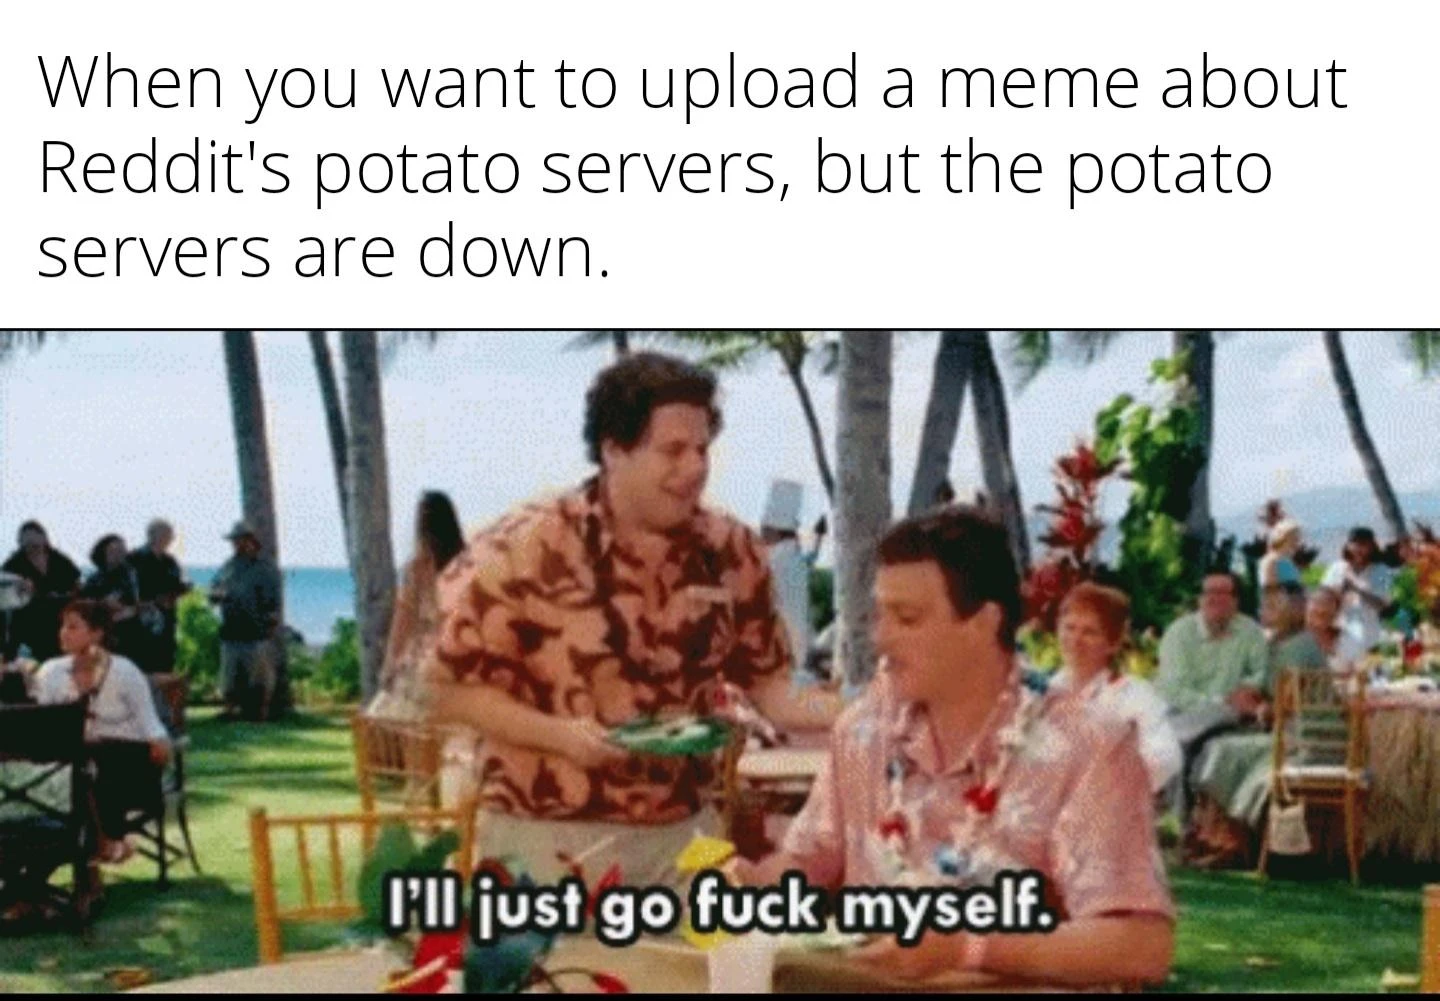 When you want to upload a meme about
Reddit's potato servers, but the potato
servers are down.
I'll just go fuck myself.